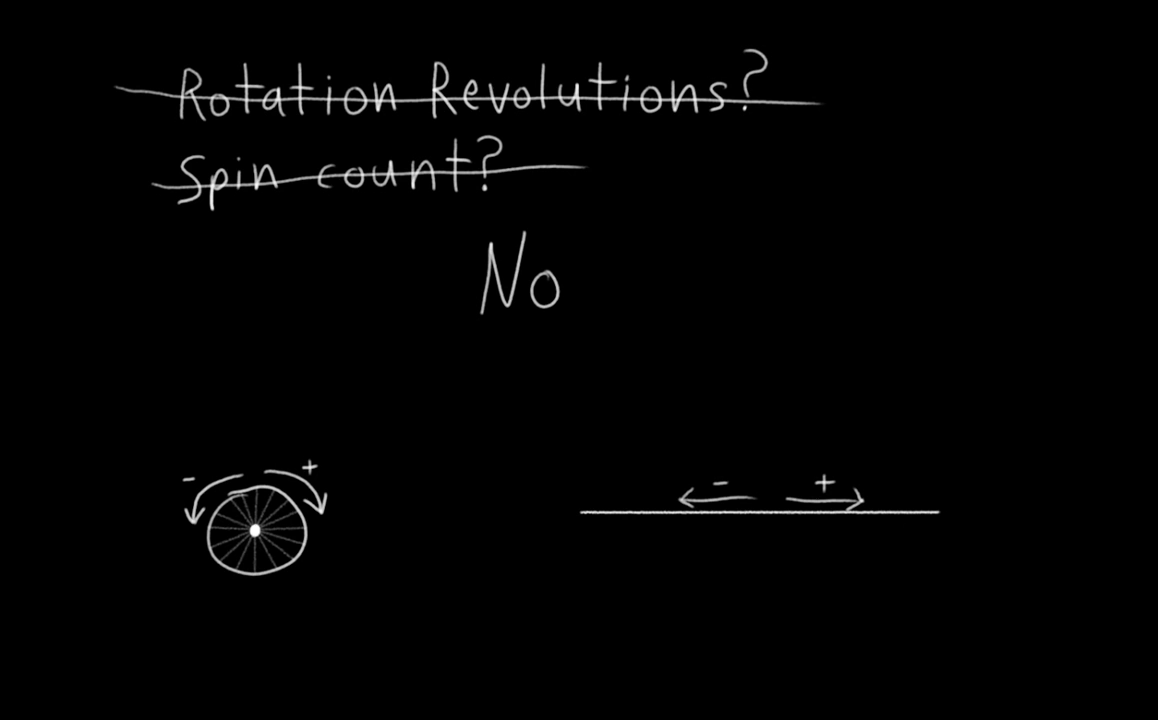 Rotation Revolutions?
Spin count?
No
- +
- +